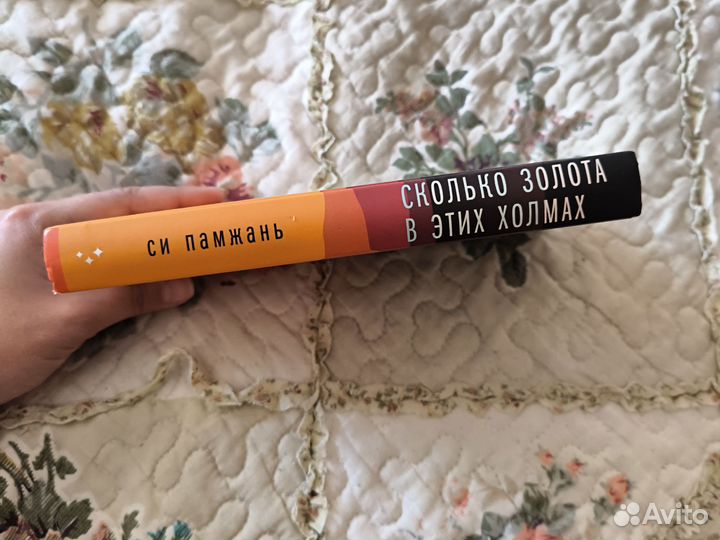 СИ ПАМЖАНЬ
СКОЛЬКО ЗОЛОТА
В ЭТИХ ХОЛМАХ
Avito